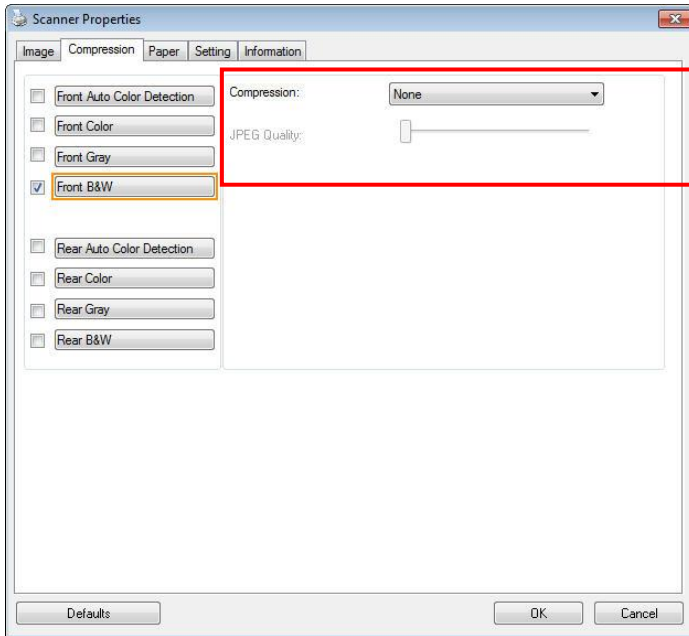 Scanner Properties
Image Compression Paper Setting Information
Front Auto Color Detection
Front Color
Front Gray
Front B&W
Rear Auto Color Detection
Rear Color
Rear Gray
Rear B&W
Compression: None
JPEG Quality:
Defaults OK Cancel